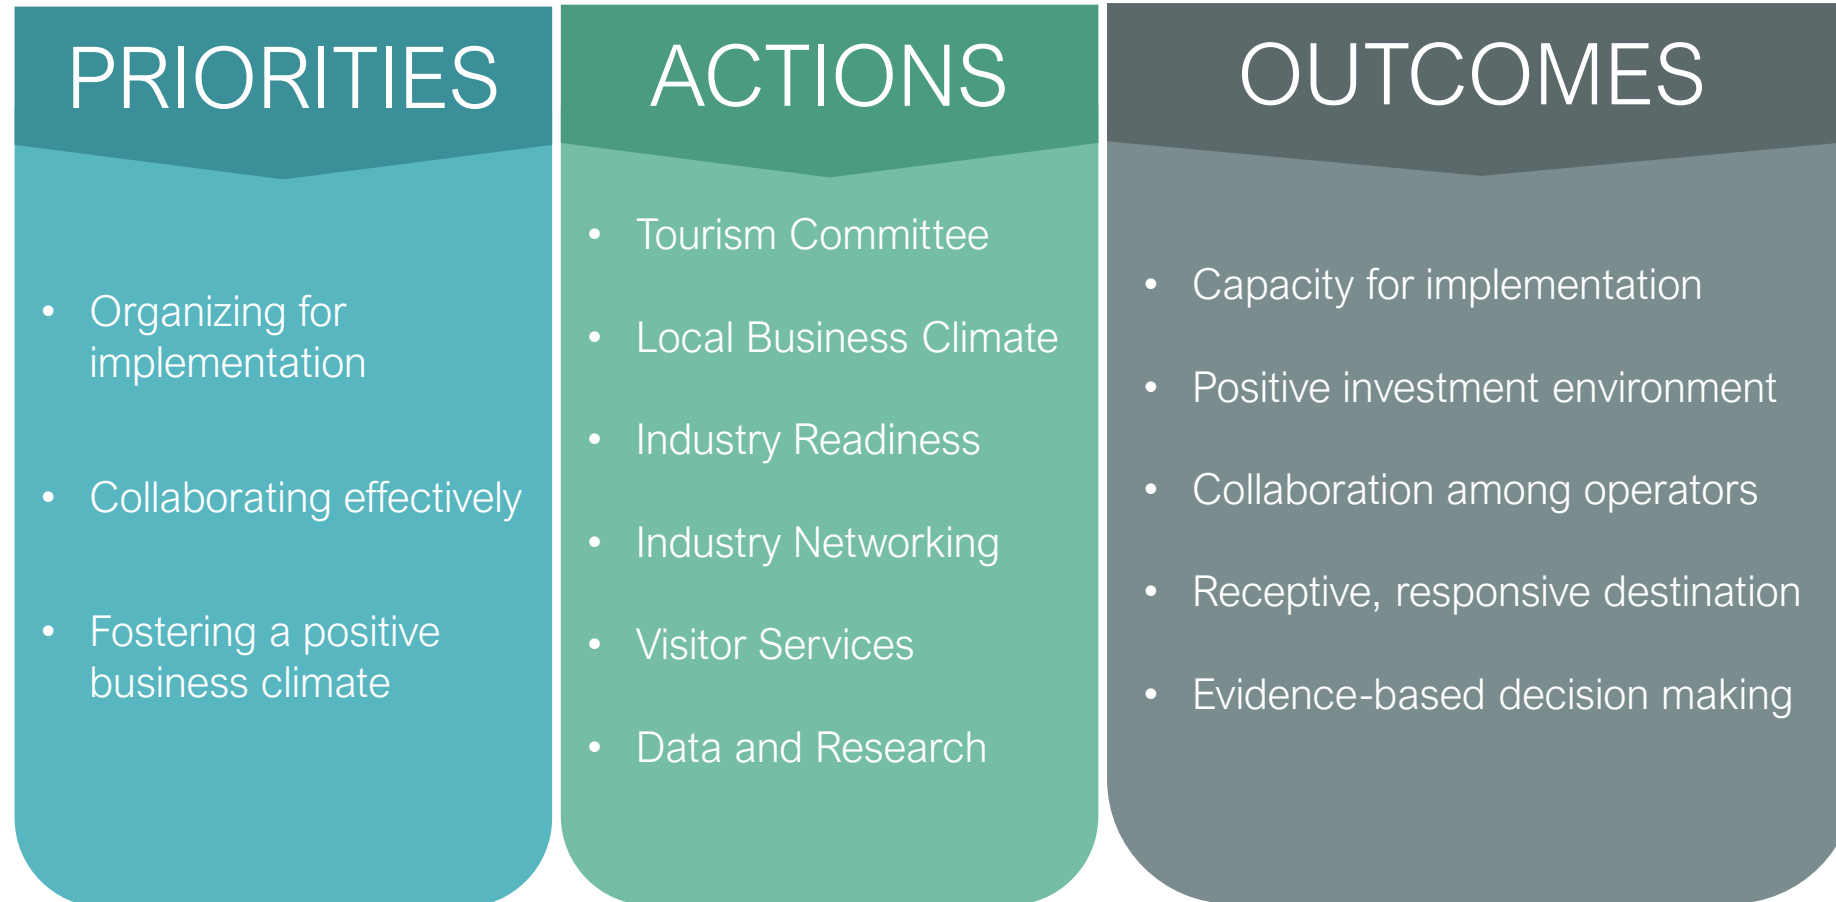 PRIORITIES
• Organizing for
implementation
• Collaborating effectively
• Fostering a positive
business climate
ACTIONS
• Tourism Committee
• Local Business Climate
• Industry Readiness
• Industry Networking
• Visitor Services
• Data and Research
OUTCOMES
• Capacity for implementation
• Positive investment environment
• Collaboration among operators
• Receptive, responsive destination
• Evidence-based decision making